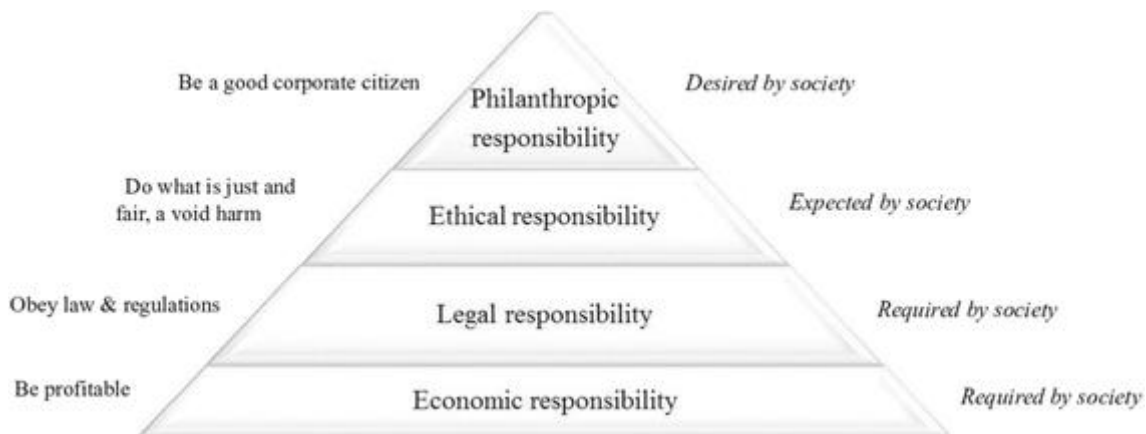 Be a good corporate citizen
Philanthropic
responsibility
Desired by society
Do what is just and
fair, a void harm
Ethical responsibility
Expected by society
Obey law & regulations
Legal responsibility
Required by society
Be profitable
Economic responsibility
Required by society